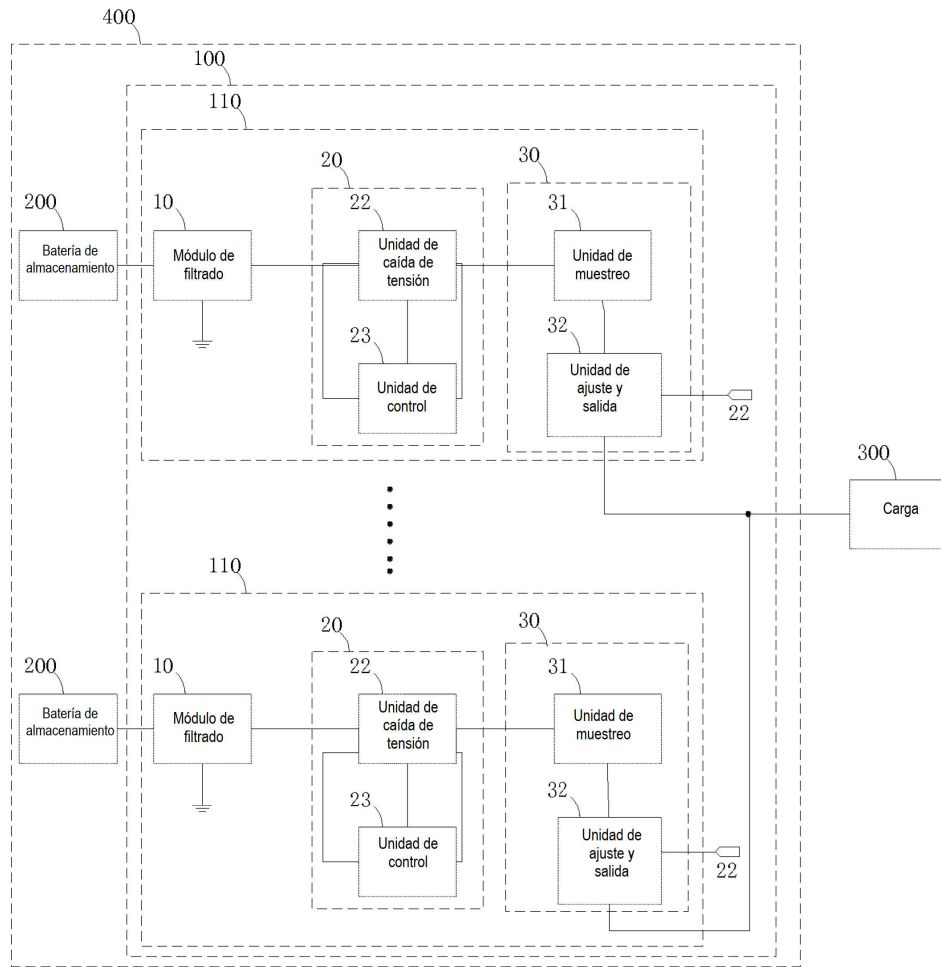 400
100
110
20
30
200
10
22
31
Batería de
almacenamiento
Módulo de
filtrado
Unidad de
caída de
tensión
Unidad de
muestreo
23
32
Unidad de
control
Unidad de
ajuste y
salida
22
300
Carga
110
20
30
200
10
22
31
Batería de
almacenamiento
Módulo de
filtrado
Unidad de
caída de
tensión
Unidad de
muestreo
23
32
Unidad de
control
Unidad de
ajuste y
salida
22